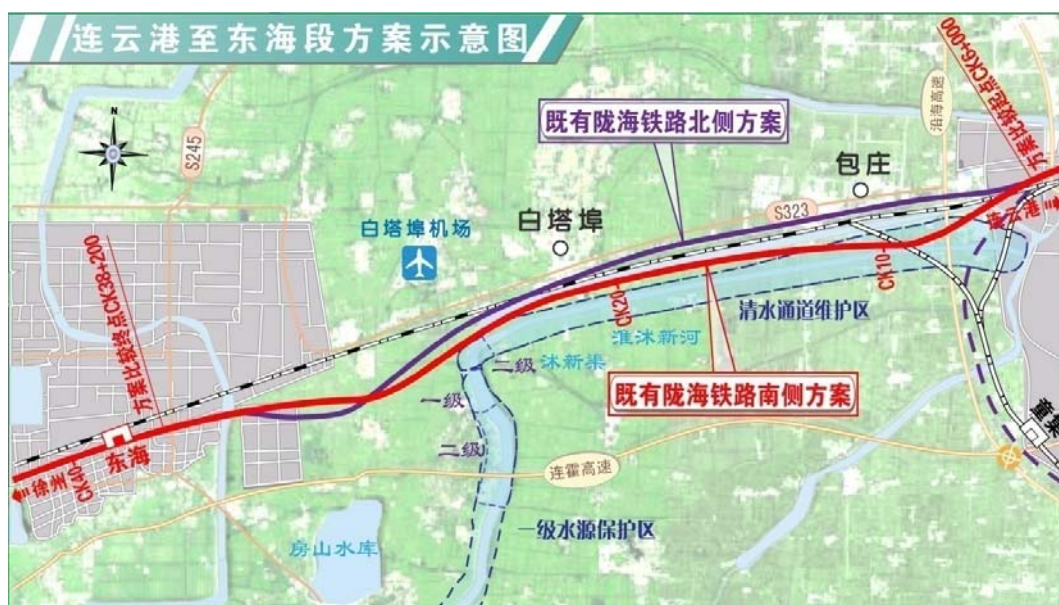 连云港至东海段方案示意图
N
S245
既有陇海铁路北侧方案
沿海高速
方案比较起点CK6+000
包庄
S323
连云港
白塔埠
白塔埠机场
CK20
CK10
清水通道维护区
方案比较终点CK38+200
淮沭新河
沭新渠
二级
既有陇海铁路南侧方案
一级
二级
东海
徐州
CK40
连霍高速
一级水源保护区
房山水库